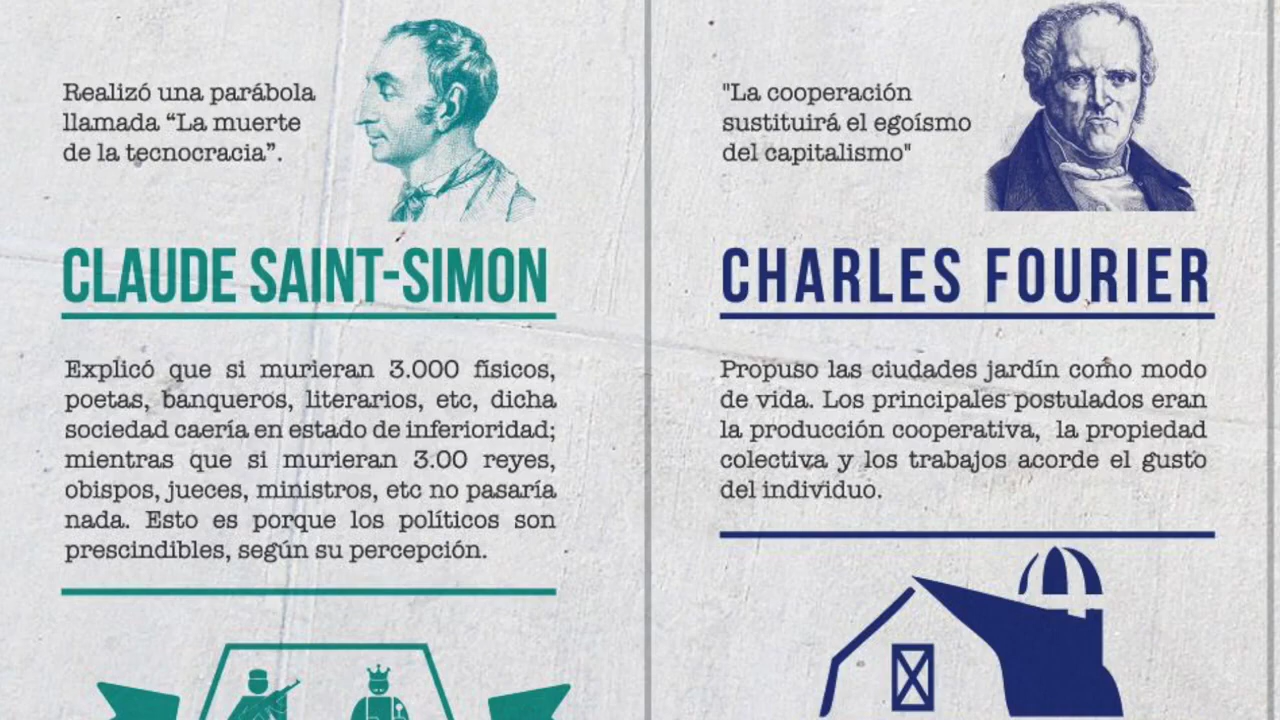 Realizó una parábola
llamada “La muerte
de la tecnocracia”.
CLAUDE SAINT-SIMON
Explicó que si murieran 3.000 físicos,
poetas, banqueros, literarios, etc, dicha
sociedad caería en estado de inferioridad;
mientras que si murieran 3.00 reyes,
obispos, jueces, ministros, etc no pasaría
nada. Esto es porque los políticos son
prescindibles, según su percepción.
"La cooperación
sustituirá el egoísmo
del capitalismo"
CHARLES FOURIER
Propuso las ciudades jardín como modo
de vida. Los principales postulados eran
la producción cooperativa, la propiedad
colectiva y los trabajos acorde el gusto
del individuo.